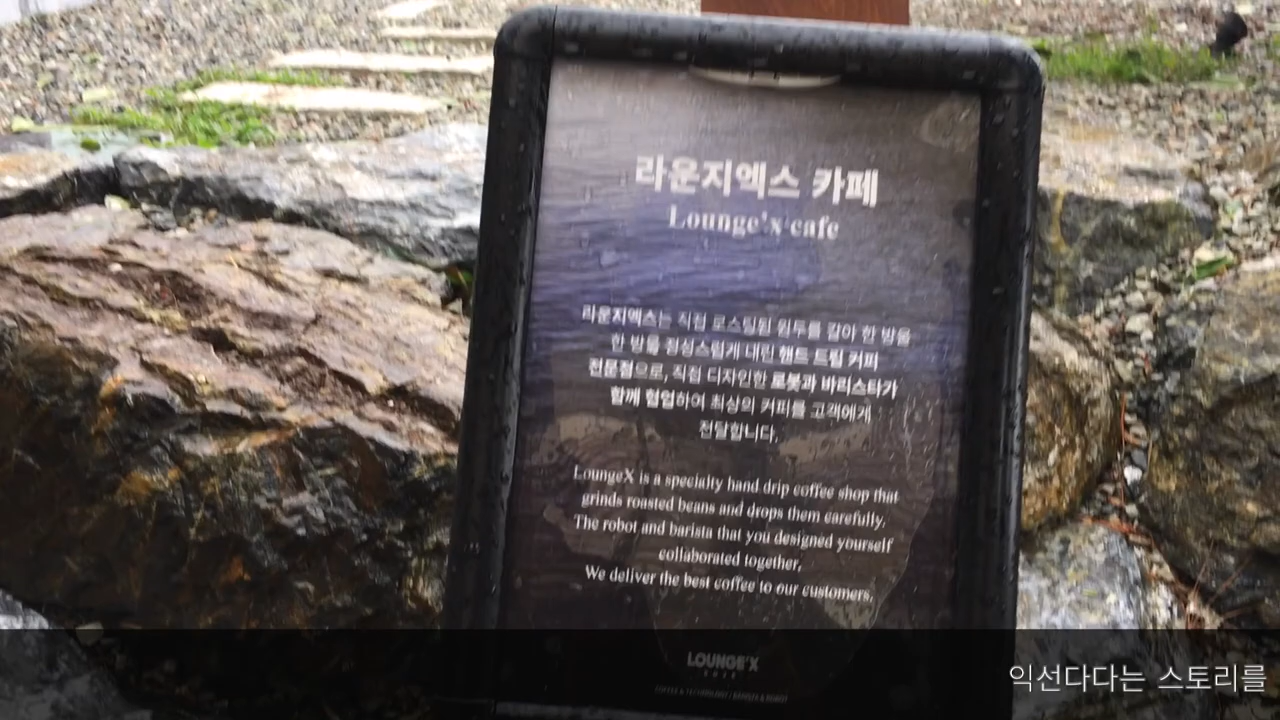 라운지엑스 카페
Lounge'x cafe
라운지엑스는 직접 로스팅된 원두를 갈아 한 방울
한 방울 정성스럽게 내린 핸드 드립 커피
전문점으로, 직접 디자인한 로봇과 바리스타가
함께 협업하여 최상의 커피를 고객에게
전달합니다.
LoungeX is a specialty hand drip coffee shop that
grinds roasted beans and drops them carefully.
The robot and barista that you designed yourself
collaborated together,
We deliver the best coffee to our customers.
LOUNGE'X
익선다다는 스토리를